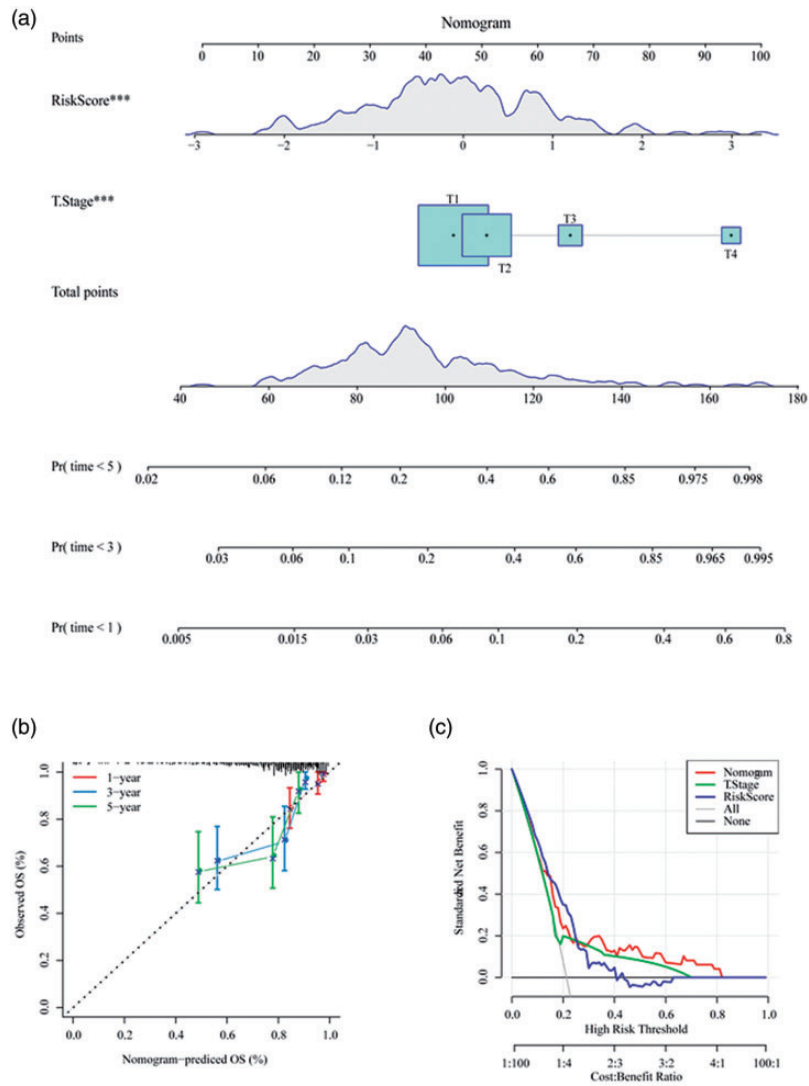 (a)
Nomogram
Points
0 10 20 30 40 50 60 70 80 90 100
RiskScore***
−3 −2 −1 0 1 2 3
T.Stage***
T1
T3
T2
T4
Total points
40 60 80 100 120 140 160 180
Pr( time < 5 )
0.02 0.06 0.12 0.2 0.4 0.6 0.85 0.975 0.998
Pr( time < 3 )
0.03 0.06 0.1 0.2 0.4 0.6 0.85 0.965 0.995
Pr( time < 1 )
0.005 0.015 0.03 0.06 0.1 0.2 0.4 0.6 0.8
(b)
1−year
3−year
5−year
Observed OS (%)
1.0
0.8
0.6
0.4
0.2
0.0
0.0 0.2 0.4 0.6 0.8 1.0
Nomogram−prediced OS (%)
(c)
Nomogram
T.Stage
RiskScore
All
None
Standardized Net Benefit
1.0
0.8
0.6
0.4
0.2
0.0
0.0 0.2 0.4 0.6 0.8 1.0
High Risk Threshold
1:100 1:4 2:3 3:2 4:1 100:1
Cost:Benefit Ratio